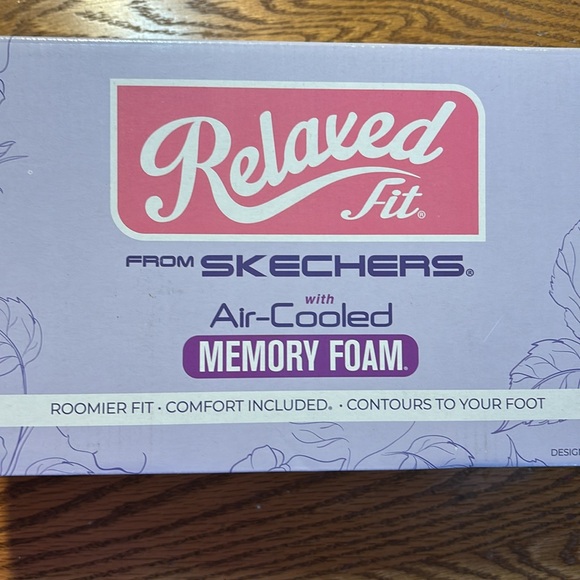 Relaxed
Fit®
FROM SKECHERS®
with
Air-Cooled
MEMORY FOAM®
ROOMIER FIT • COMFORT INCLUDED® • CONTOURS TO YOUR FOOT